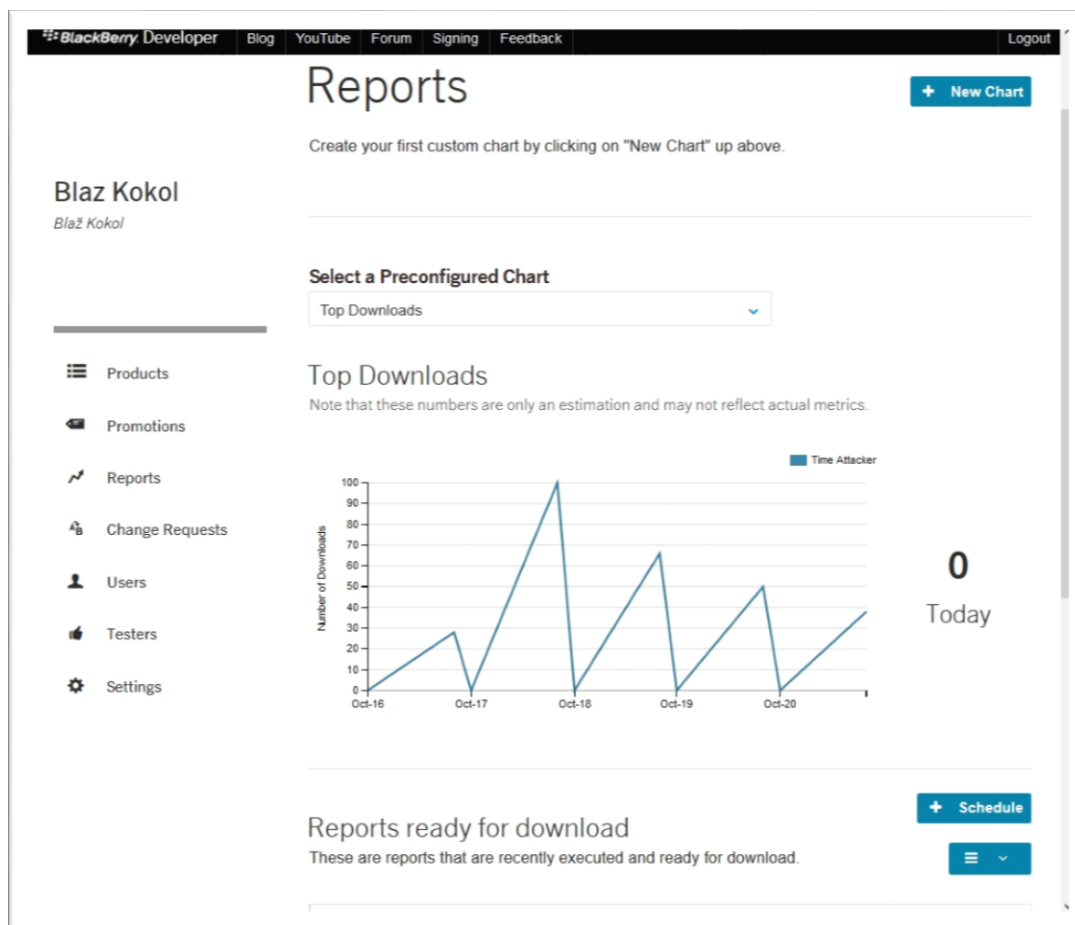 BlackBerry. Developer Blog YouTube Forum Signing Feedback Logout
Reports
+ New Chart
Create your first custom chart by clicking on "New Chart" up above.
Blaz Kokol
Blaž Kokol
Select a Preconfigured Chart
Top Downloads
Products
Promotions
Reports
Change Requests
Users
Testers
Settings
Top Downloads
Note that these numbers are only an estimation and may not reflect actual metrics.
Time Attacker
Number of Downloads
100
90
80
70
60
50
40
30
20
10
0
Oct-16 Oct-17 Oct-18 Oct-19 Oct-20
0
Today
+ Schedule
Reports ready for download
These are reports that are recently executed and ready for download.